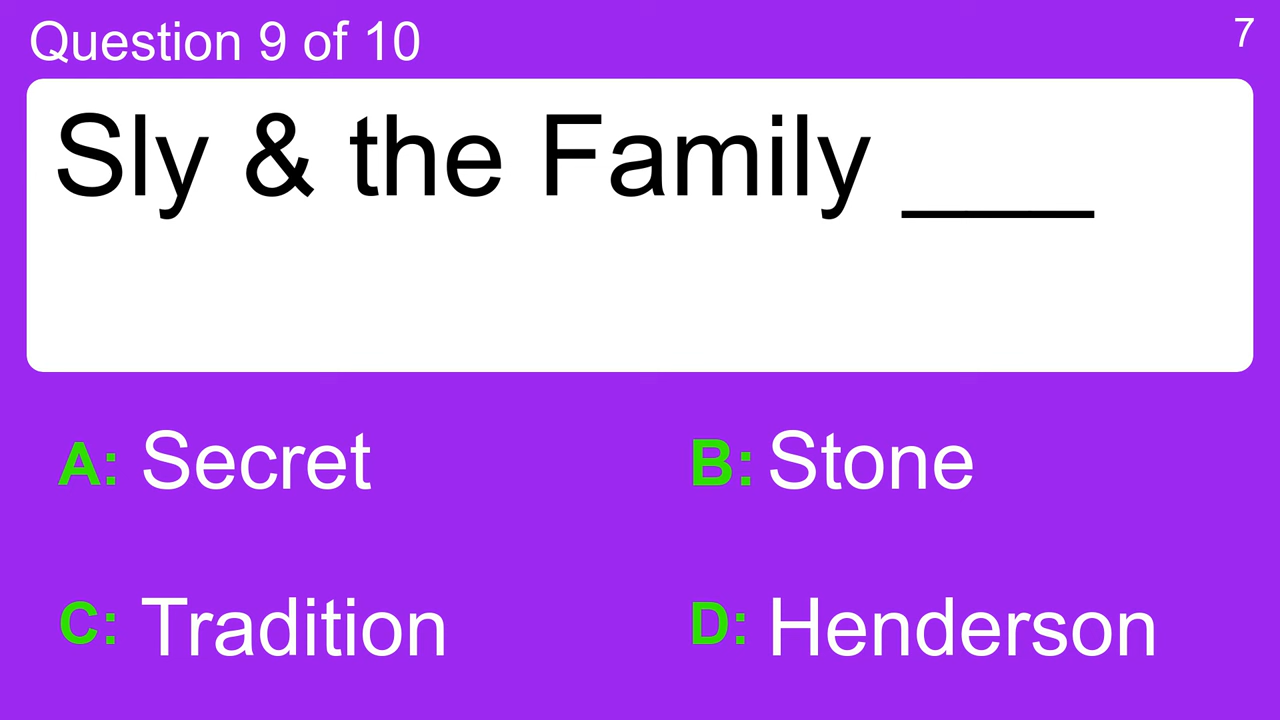 Question 9 of 10
7
Sly & the Family ____
A: Secret
B: Stone
C: Tradition
D: Henderson